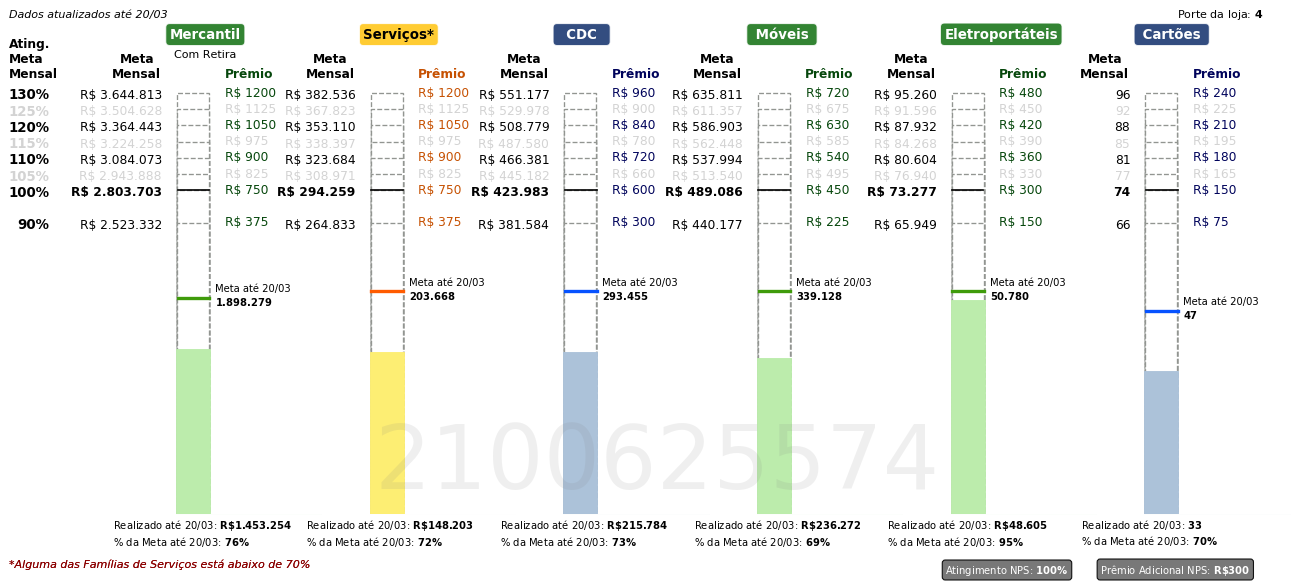 Dados atualizados até 20/03
Porte da loja: 4
Mercantil Serviços* CDC Móveis Eletroportáteis Cartões
Com Retira
Ating. Meta Mensal
Meta Mensal Prêmio Meta Mensal Prêmio Meta Mensal Prêmio Meta Mensal Prêmio Meta Mensal Prêmio Meta Mensal Prêmio
130% R$ 3.644.813 R$ 1200 R$ 382.536 R$ 1200 R$ 551.177 R$ 960 R$ 635.811 R$ 720 R$ 95.260 R$ 480 96 R$ 240
125% R$ 3.504.628 R$ 1125 R$ 367.823 R$ 1125 R$ 529.978 R$ 900 R$ 611.357 R$ 675 R$ 91.596 R$ 450 92 R$ 225
120% R$ 3.364.443 R$ 1050 R$ 353.110 R$ 1050 R$ 508.779 R$ 840 R$ 586.903 R$ 630 R$ 87.932 R$ 420 88 R$ 210
115% R$ 3.224.258 R$ 975 R$ 338.397 R$ 975 R$ 487.580 R$ 780 R$ 562.448 R$ 585 R$ 84.268 R$ 390 85 R$ 195
110% R$ 3.084.073 R$ 900 R$ 323.684 R$ 900 R$ 466.381 R$ 720 R$ 537.994 R$ 540 R$ 80.604 R$ 360 81 R$ 180
105% R$ 2.943.888 R$ 825 R$ 308.971 R$ 825 R$ 445.182 R$ 660 R$ 513.540 R$ 495 R$ 76.940 R$ 330 77 R$ 165
100% R$ 2.803.703 R$ 750 R$ 294.259 R$ 750 R$ 423.983 R$ 600 R$ 489.086 R$ 450 R$ 73.277 R$ 300 74 R$ 150
90% R$ 2.523.332 R$ 375 R$ 264.833 R$ 375 R$ 381.584 R$ 300 R$ 440.177 R$ 225 R$ 65.949 R$ 150 66 R$ 75
Meta até 20/03 Meta até 20/03 Meta até 20/03 Meta até 20/03 Meta até 20/03 Meta até 20/03
1.898.279 203.668 293.455 339.128 50.780 47
2100625574
Realizado até 20/03: R$1.453.254 Realizado até 20/03: R$148.203 Realizado até 20/03: R$215.784 Realizado até 20/03: R$236.272 Realizado até 20/03: R$48.605 Realizado até 20/03: 33
% da Meta até 20/03: 76% % da Meta até 20/03: 72% % da Meta até 20/03: 73% % da Meta até 20/03: 69% % da Meta até 20/03: 95% % da Meta até 20/03: 70%
*Alguma das Famílias de Serviços está abaixo de 70%
Atingimento NPS: 100% Prêmio Adicional NPS: R$300